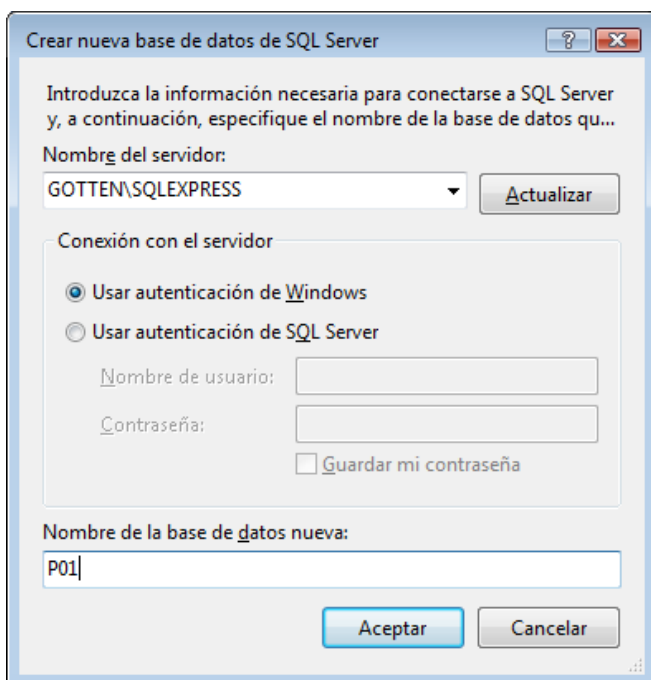 Crear nueva base de datos de SQL Server
Introduzca la información necesaria para conectarse a SQL Server
y, a continuación, especifique el nombre de la base de datos qu...
Nombre del servidor:
GOTTEN\SQLEXPRESS
Actualizar
Conexión con el servidor
Usar autenticación de Windows
Usar autenticación de SQL Server
Nombre de usuario:
Contraseña:
Guardar mi contraseña
Nombre de la base de datos nueva:
P01
Aceptar
Cancelar